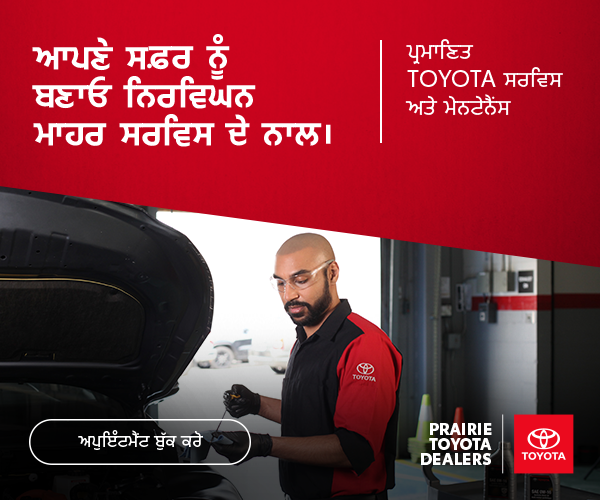 ਆਪਣੇ ਸਫ਼ਰ ਨੂੰ
ਬਣਾਓ ਨਿਰਵਿਘਨ
ਮਾਹਰ ਸਰਵਿਸ ਦੇ ਨਾਲ।
ਪ੍ਰਮਾਣਿਤ
TOYOTA ਸਰਵਿਸ
ਅਤੇ ਮੇਨਟੇਨੈਂਸ
TOYOTA
ਅਪੁਇੰਟਮੈਂਟ ਬੁੱਕ ਕਰੋ
PRAIRIE
TOYOTA
DEALERS
TOYOTA